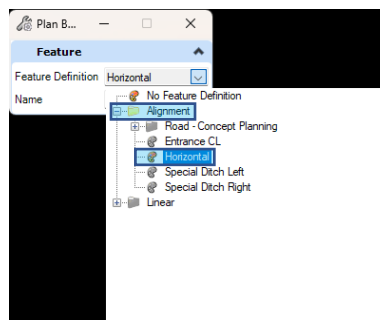 Plan B...
Feature
Feature Definition Horizontal
Name
No Feature Definition
Alignment
Road - Concept Planning
Entrance CL
Horizontal
Special Ditch Left
Special Ditch Right
Linear